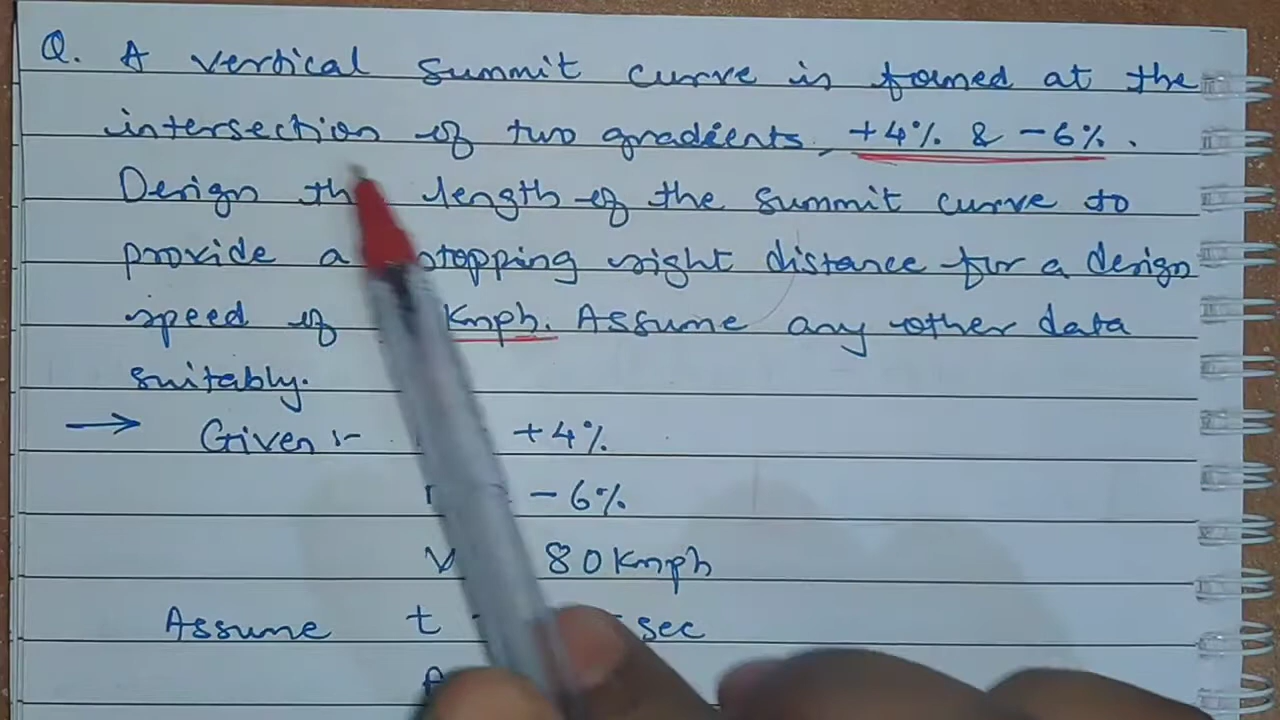 Q. A vertical summit curve is formed at the
intersection of two gradients, +4% & -6%.
Design the length of the summit curve to
provide a stopping sight distance for a design
speed of Kmph. Assume any other data
suitably.
→ Given :- +4%
- 6%
V 80 Kmph
Assume t sec